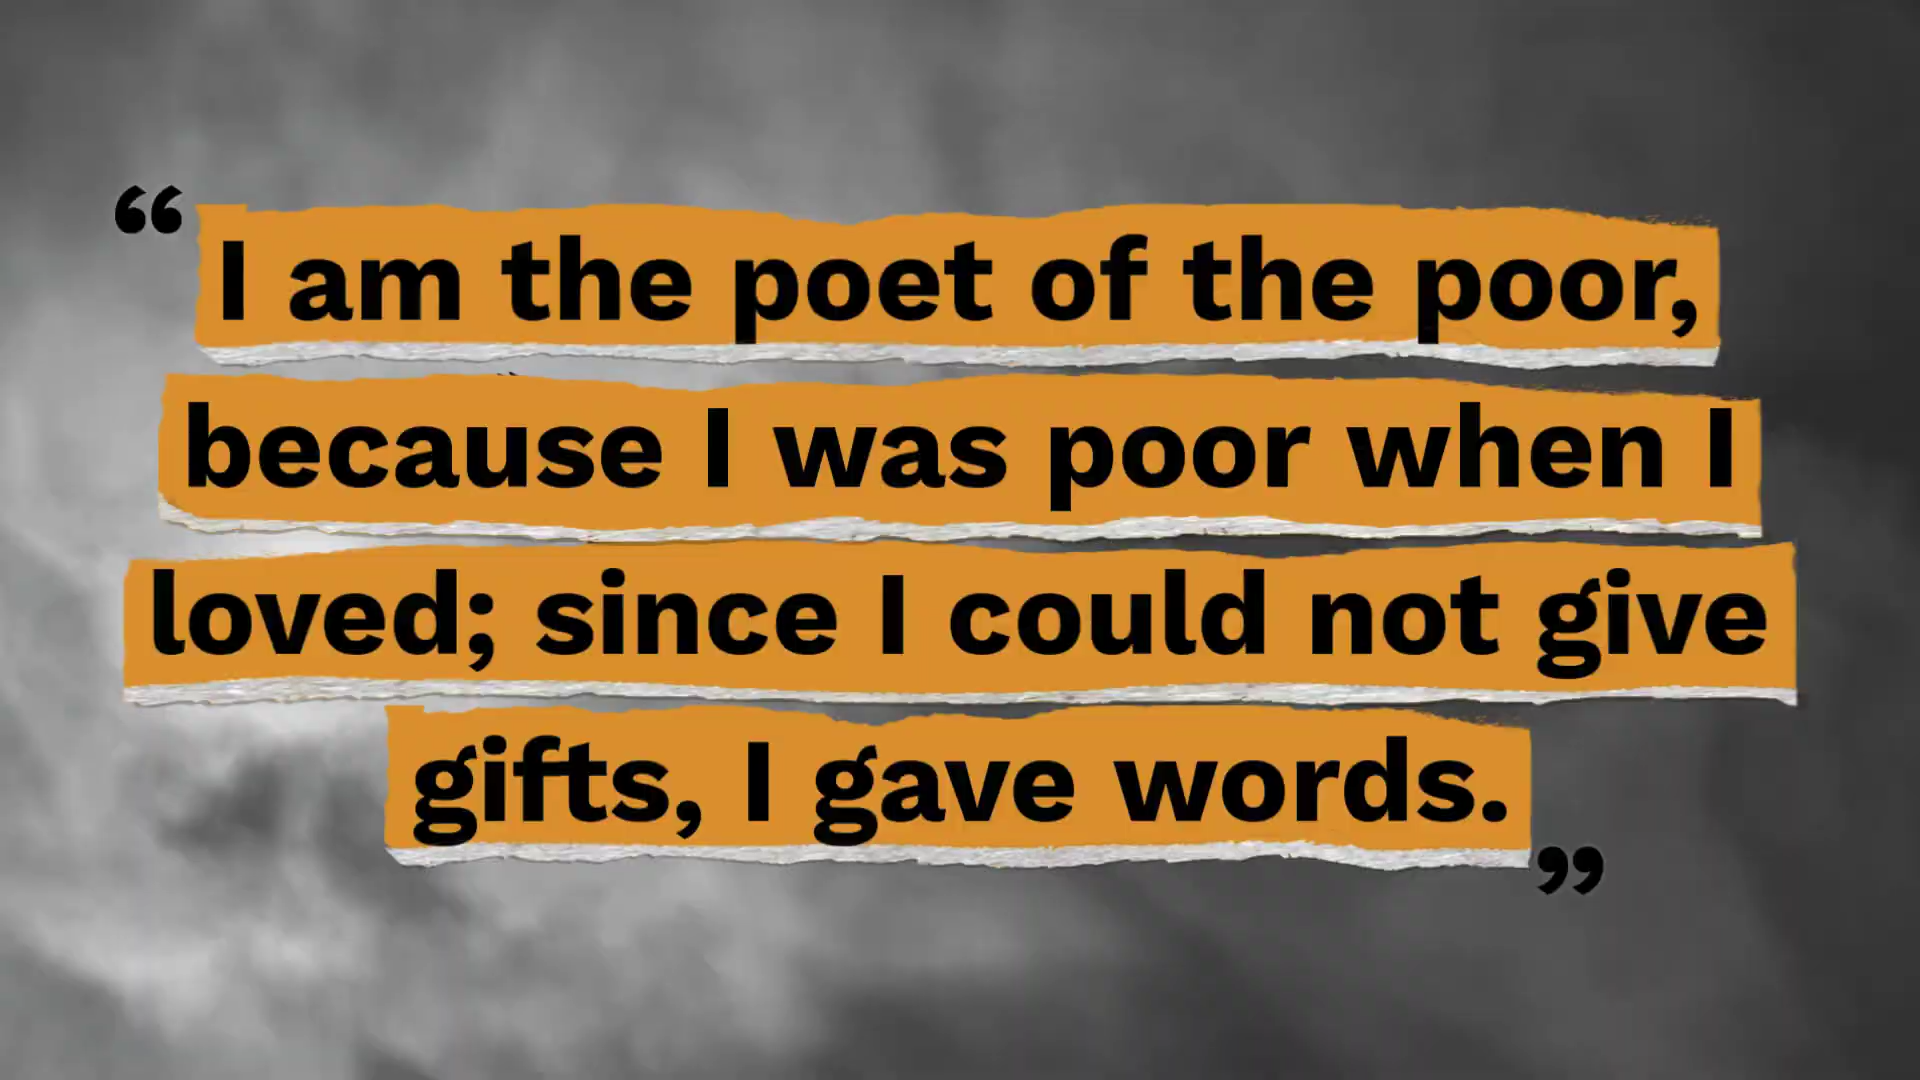 “I am the poet of the poor,
because I was poor when I
loved; since I could not give
gifts, I gave words.”